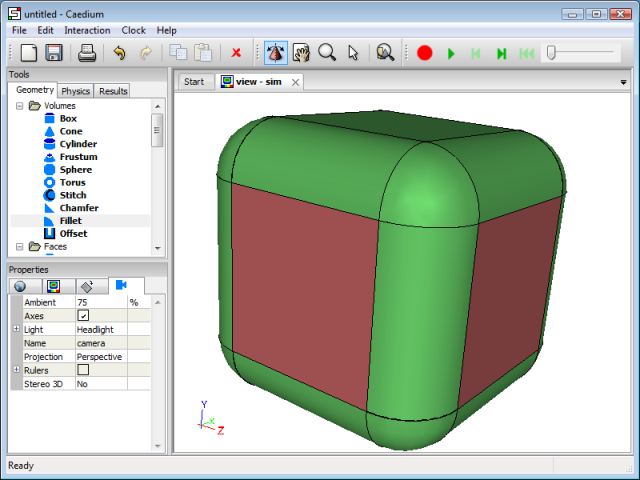 untitled - Caedium
File Edit Interaction Clock Help
Tools
Geometry Physics Results
Volumes
Box
Cone
Cylinder
Frustum
Sphere
Torus
Stitch
Chamfer
Fillet
Offset
Faces
Properties
Ambient 75 %
Axes
Light Headlight
Name camera
Projection Perspective
Rulers
Stereo 3D No
Start view - sim
Y
X
Z
Ready